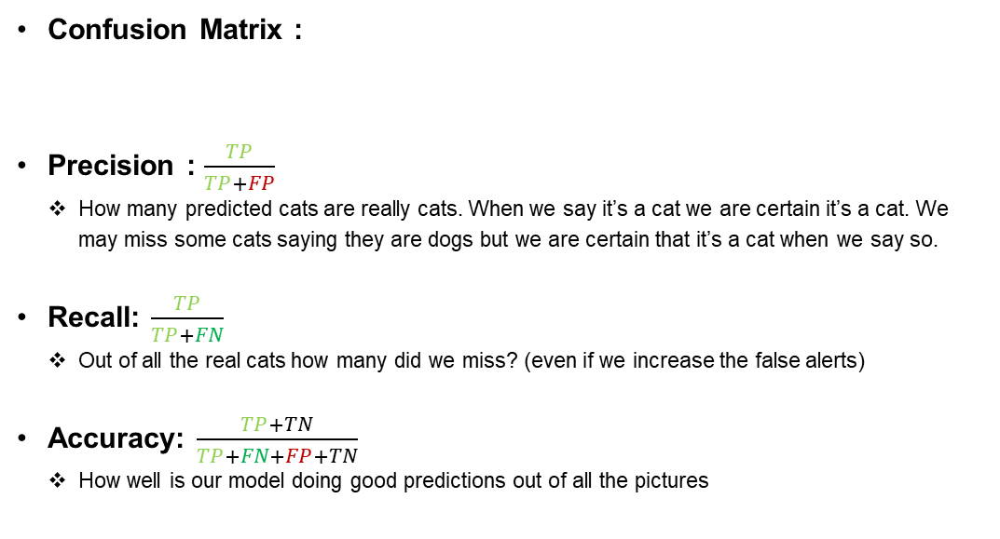 • Confusion Matrix :
• Precision : TP / TP+FP
❖ How many predicted cats are really cats. When we say it’s a cat we are certain it’s a cat. We
may miss some cats saying they are dogs but we are certain that it’s a cat when we say so.
• Recall: TP / TP+FN
❖ Out of all the real cats how many did we miss? (even if we increase the false alerts)
• Accuracy: TP+TN / TP+FN+FP+TN
❖ How well is our model doing good predictions out of all the pictures